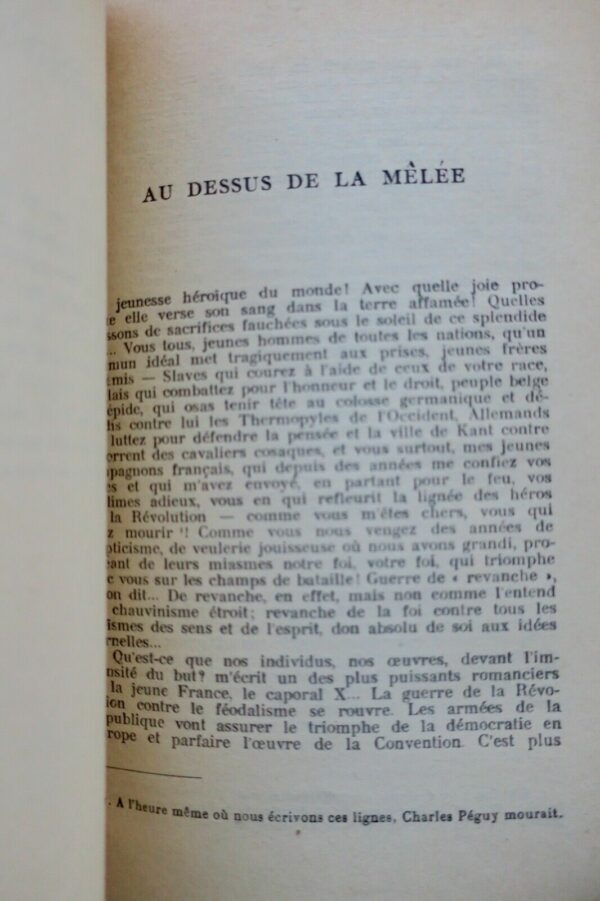 AU DESSUS DE LA MÊLÉE
jeunesse héroïque du monde! Avec quelle joie pro-
e elle verse son sang dans la terre affamée! Quelles
ssons de sacrifices fauchées sous le soleil de ce splendide
... Vous tous, jeunes hommes de toutes les nations, qu'un
mun idéal met tragiquement aux prises, jeunes frères
mis — Slaves qui courez à l'aide de ceux de votre race,
lais qui combattez pour l'honneur et le droit, peuple belge
épide, qui osas tenir tête au colosse germanique et dé-
dis contre lui les Thermopyles de l'Occident, Allemands
luttez pour défendre la pensée et la ville de Kant contre
errent des cavaliers cosaques, et vous surtout, mes jeunes
pagnons français, qui depuis des années me confiez vos
es et qui m'avez envoyé, en partant pour le feu, vos
limes adieux, vous en qui refleurit la lignée des héros
la Révolution — comme vous m'êtes chers, vous qui
z mourir ¹! Comme vous nous vengez des années de
pticisme, de veulerie jouisseuse où nous avons grandi, pro-
eant de leurs miasmes notre foi, votre foi, qui triomphe
c vous sur les champs de bataille! Guerre de « revanche »,
on dit... De revanche, en effet, mais non comme l'entend
chauvinisme étroit; revanche de la foi contre tous les
ïsmes des sens et de l'esprit, don absolu de soi aux idées
rnelles...
Qu'est-ce que nos individus, nos œuvres, devant l'im-
nsité du but? m'écrit un des plus puissants romanciers
la jeune France, le caporal X... La guerre de la Révo-
ion contre le féodalisme se rouvre. Les armées de la
publique vont assurer le triomphe de la démocratie en
rope et parfaire l'œuvre de la Convention. C'est plus
. A l'heure même où nous écrivons ces lignes, Charles Péguy mourait.